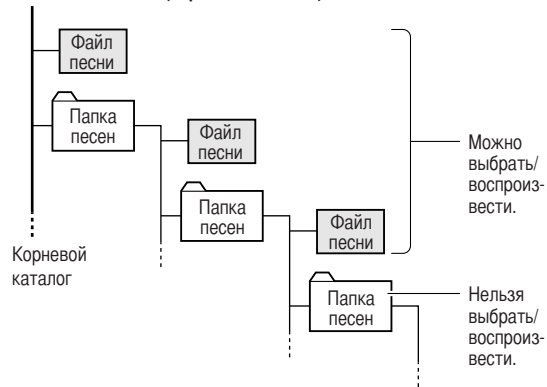 Файл
песни
Папка
песен
Файл
песни
Папка
песен
Файл
песни
Папка
песен
Корневой
каталог
Можно
выбрать/
воспроиз-
вести.
Нельзя
выбрать/
воспроиз-
вести.